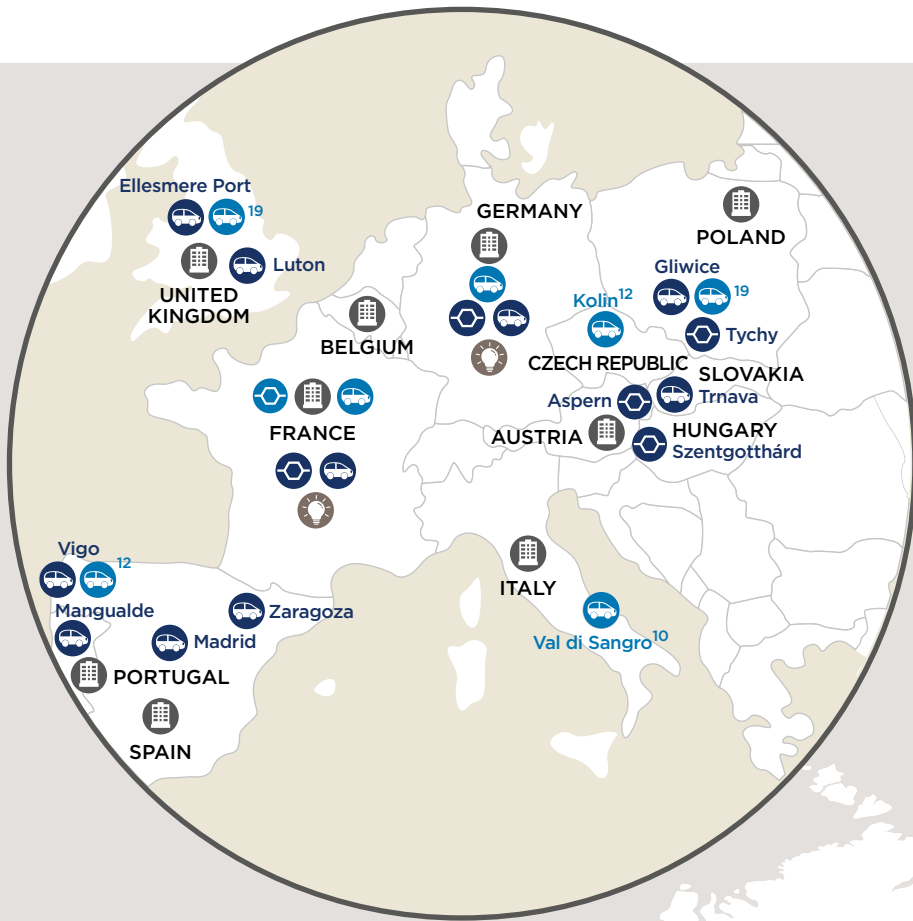 Ellesmere Port
19
Luton
UNITED
KINGDOM
BELGIUM
GERMANY
POLAND
Gliwice
19
Kolin12
Tychy
CZECH REPUBLIC
SLOVAKIA
Trnava
Aspern
AUSTRIA
HUNGARY
Szentgotthárd
FRANCE
Vigo
12
Mangualde
Zaragoza
Madrid
PORTUGAL
SPAIN
ITALY
Val di Sangro10